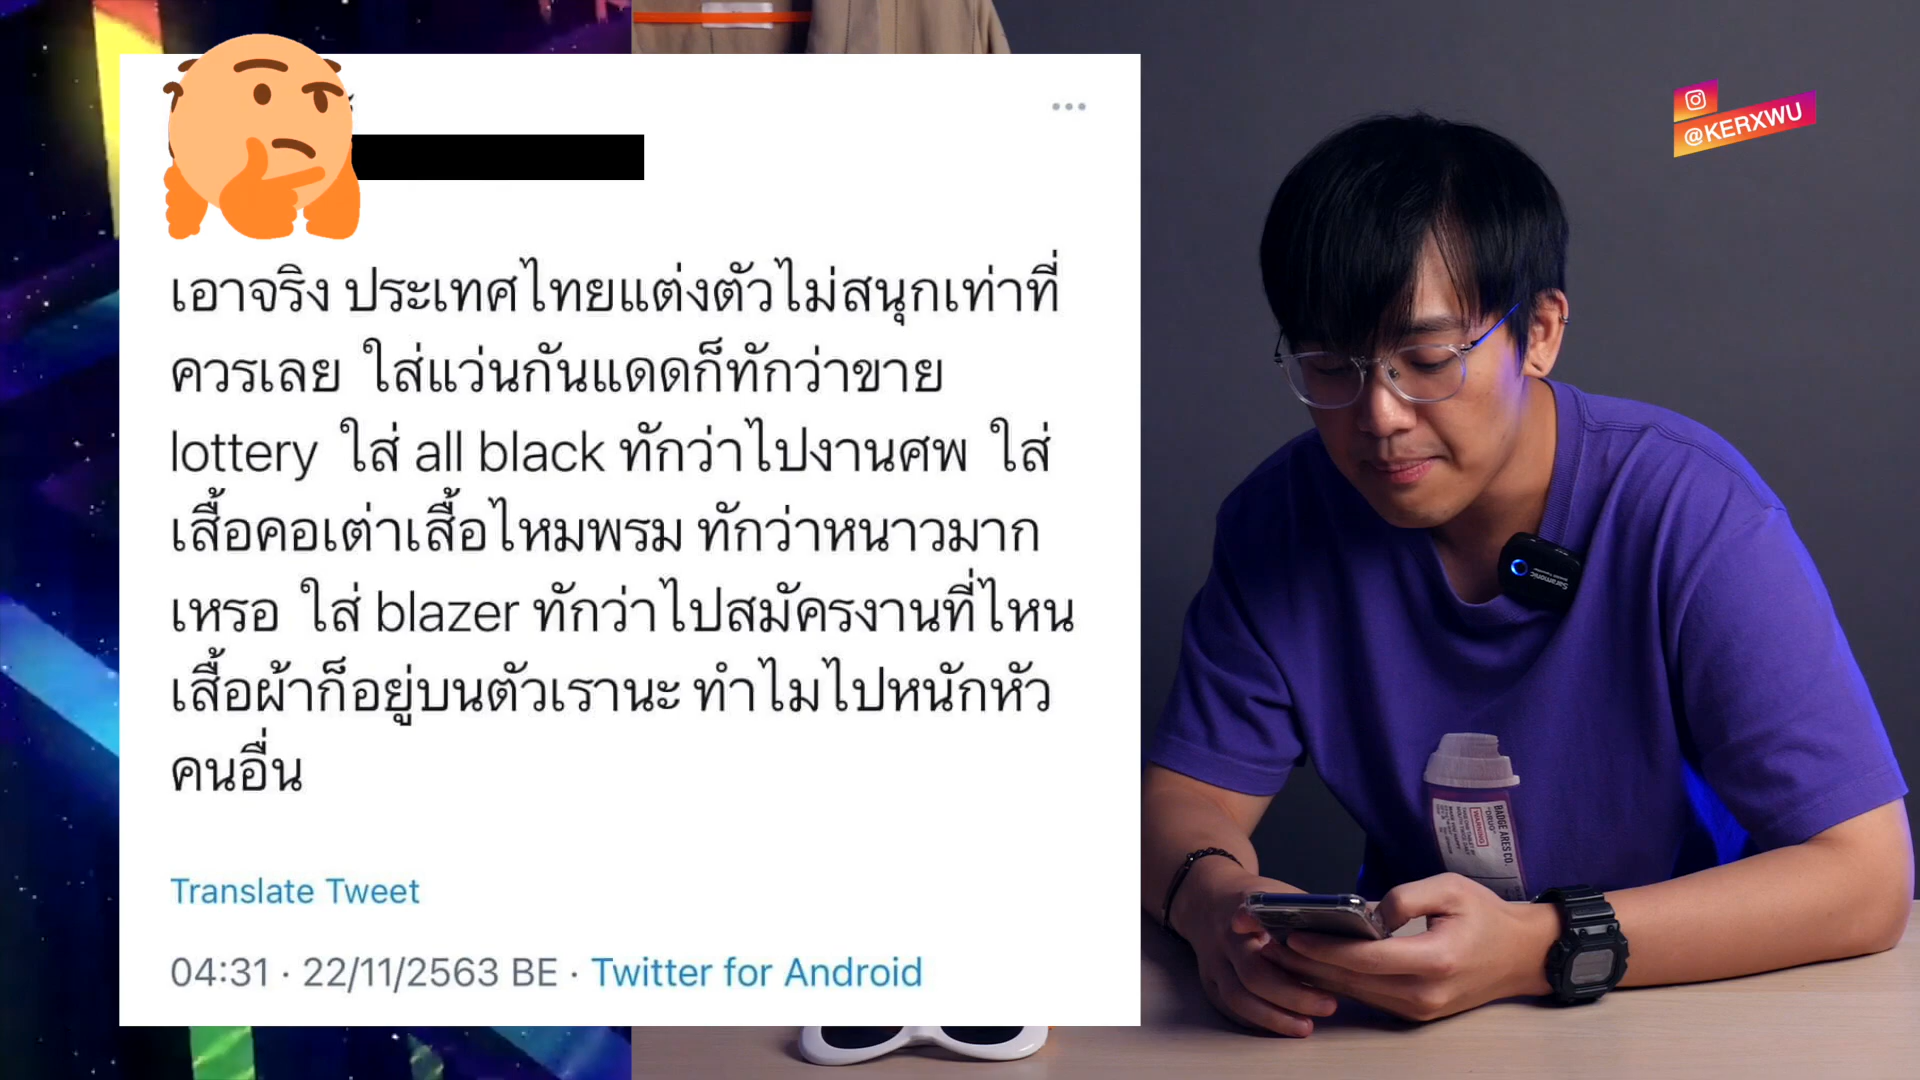 เอาจริง ประเทศไทยแต่งตัวไม่สนุกเท่าที่
ควรเลย ใส่แว่นกันแดดก็ทักว่าขาย
lottery ใส่ all black ทักว่าไปงานศพ ใส่
เสื้อคอเต่าเสื้อไหมพรม ทักว่าหนาวมาก
เหรอ ใส่ blazer ทักว่าไปสมัครงานที่ไหน
เสื้อผ้าก็อยู่บนตัวเรานะ ทำไมไปหนักหัว
คนอื่น
Translate Tweet
04:31 · 22/11/2563 BE · Twitter for Android
@KERXWU
Saramonic
BADGE ARES CO.
"DRUG"
WARNING